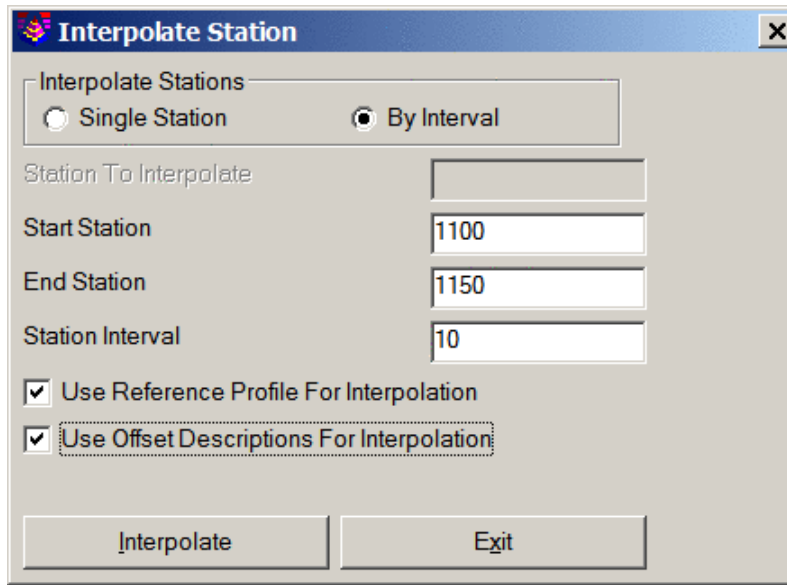 Interpolate Station
Interpolate Stations
Single Station By Interval
Station To Interpolate
Start Station 1100
End Station 1150
Station Interval 10
Use Reference Profile For Interpolation
Use Offset Descriptions For Interpolation
Interpolate Exit